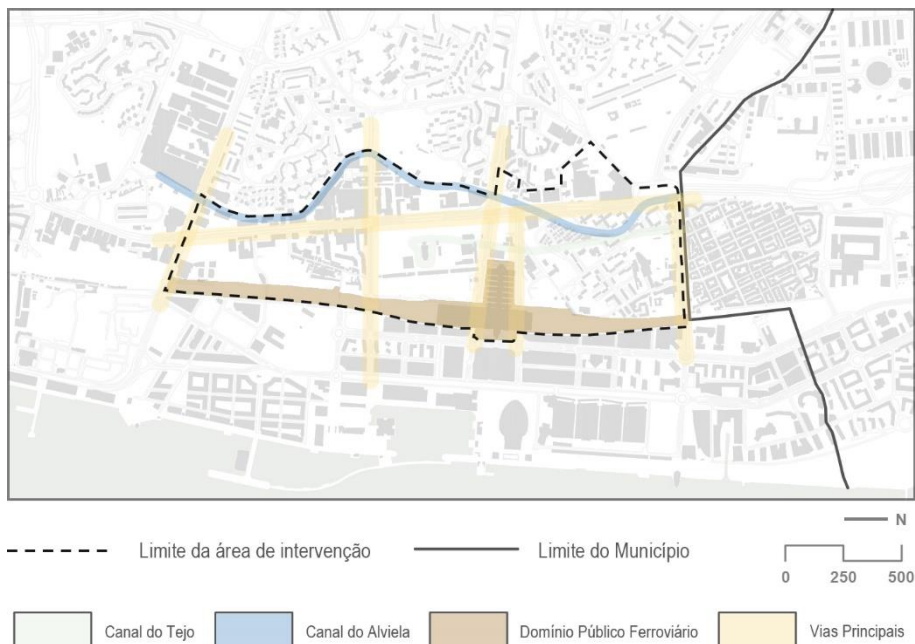 N
Limite da área de intervenção
Limite do Município
0 250 500
Canal do Tejo
Canal do Alviela
Domínio Público Ferroviário
Vias Principais